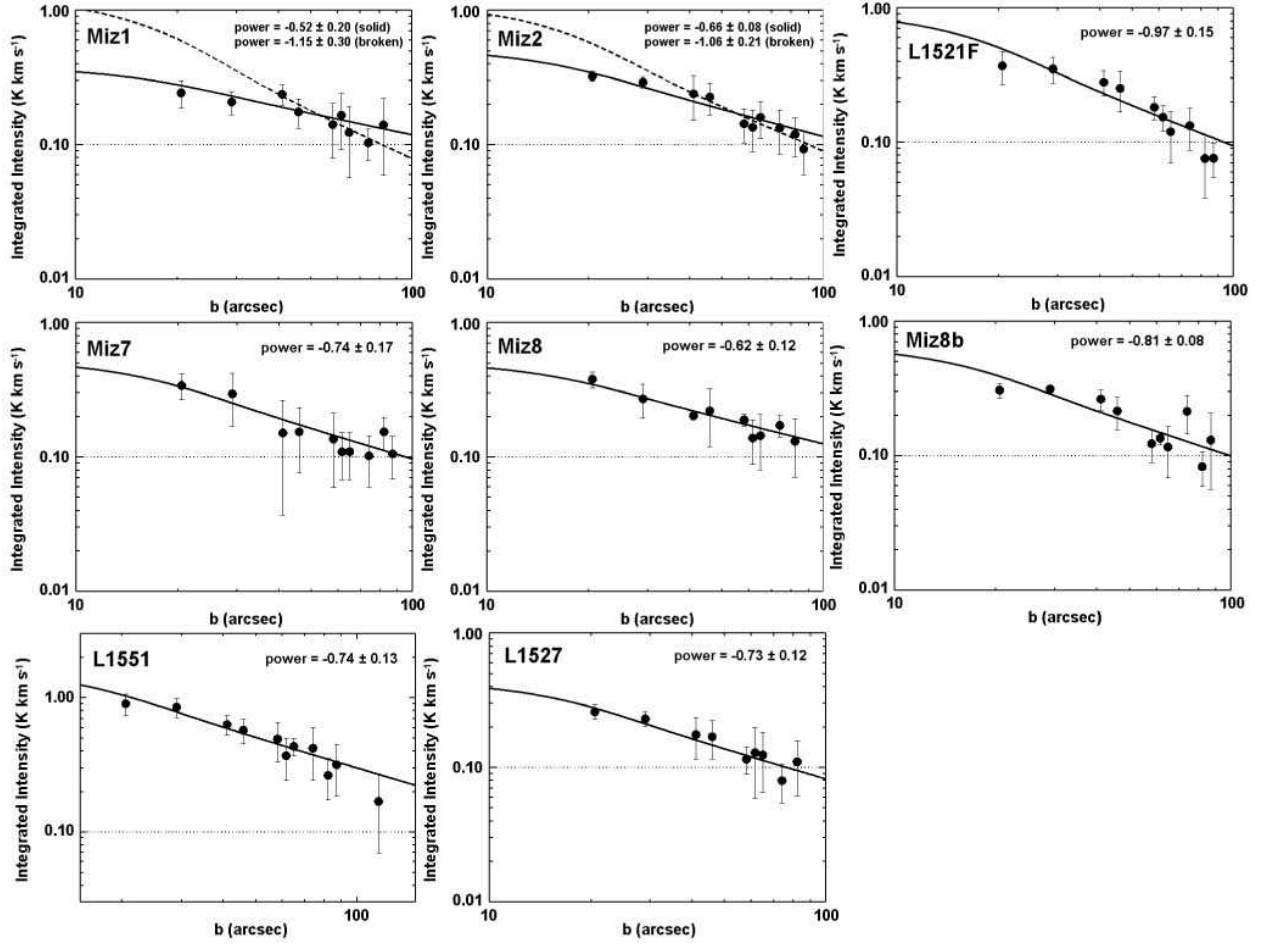 Miz1
power = -0.52 ± 0.20 (solid)
power = -1.15 ± 0.30 (broken)
Integrated Intensity (K km s⁻¹)
1.00
0.10
0.01
10
100
b (arcsec)
Miz2
power = -0.66 ± 0.08 (solid)
power = -1.06 ± 0.21 (broken)
Integrated Intensity (K km s⁻¹)
1.00
0.10
0.01
10
100
b (arcsec)
L1521F
power = -0.97 ± 0.15
Integrated Intensity (K km s⁻¹)
1.00
0.10
0.01
10
100
b (arcsec)
Miz7
power = -0.74 ± 0.17
Integrated Intensity (K km s⁻¹)
1.00
0.10
0.01
10
100
b (arcsec)
Miz8
power = -0.62 ± 0.12
Integrated Intensity (K km s⁻¹)
1.00
0.10
0.01
10
100
b (arcsec)
Miz8b
power = -0.81 ± 0.08
Integrated Intensity (K km s⁻¹)
1.00
0.10
0.01
10
100
b (arcsec)
L1551
power = -0.74 ± 0.13
Integrated Intensity (K km s⁻¹)
1.00
0.10
100
b (arcsec)
L1527
power = -0.73 ± 0.12
Integrated Intensity (K km s⁻¹)
1.00
0.10
0.01
10
100
b (arcsec)